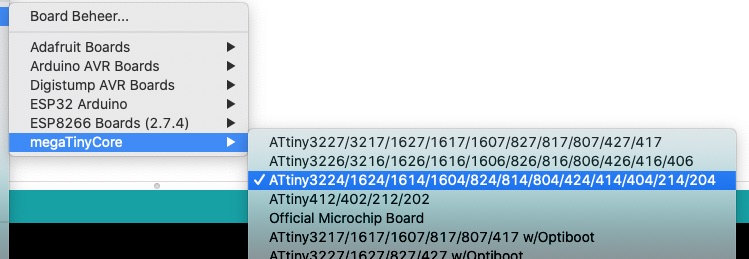 Board Beheer...
Adafruit Boards
Arduino AVR Boards
Digistump AVR Boards
ESP32 Arduino
ESP8266 Boards (2.7.4)
megaTinyCore
ATtiny3227/3217/1627/1617/1607/827/817/807/427/417
ATtiny3226/3216/1626/1616/1606/826/816/806/426/416/406
✓ ATtiny3224/1624/1614/1604/824/814/804/424/414/404/214/204
ATtiny412/402/212/202
Official Microchip Board
ATtiny3217/1617/1607/817/807/417 w/Optiboot
ATtiny3227/1627/827/427 w/Optiboot